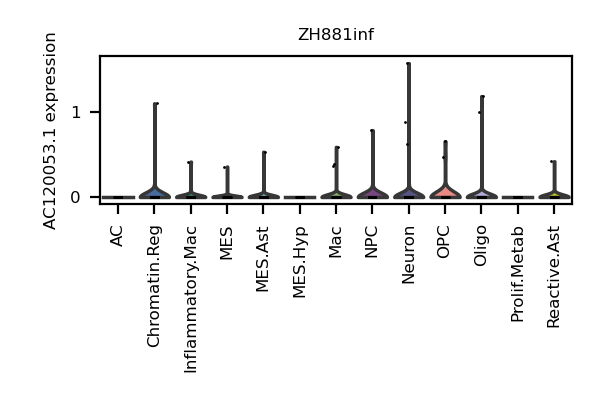 ZH881inf
AC120053.1 expression
1
0
AC
Chromatin.Reg
Inflammatory.Mac
MES
MES.Ast
MES.Hyp
Mac
NPC
Neuron
OPC
Oligo
Prolif.Metab
Reactive.Ast